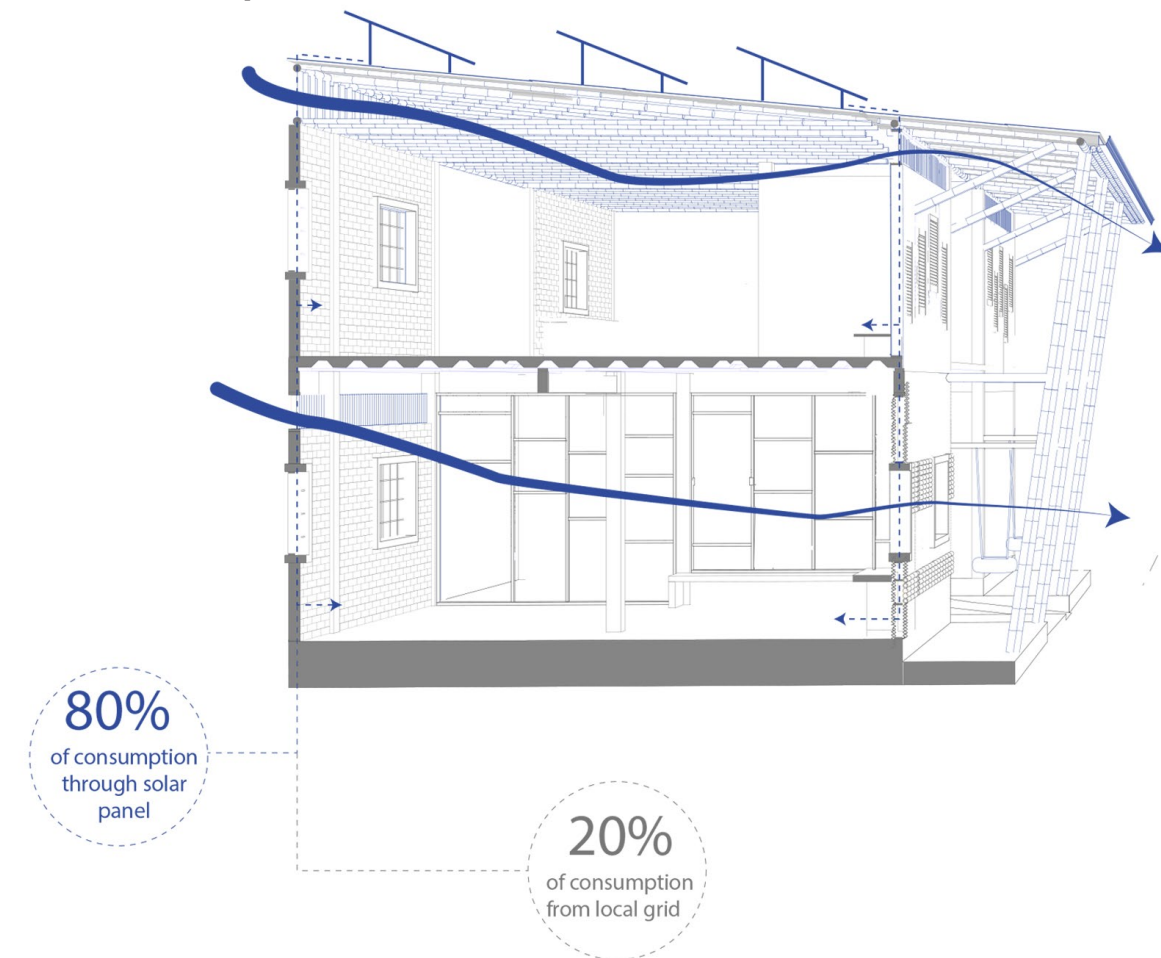 80%
of consumption
through solar
panel
20%
of consumption
from local grid